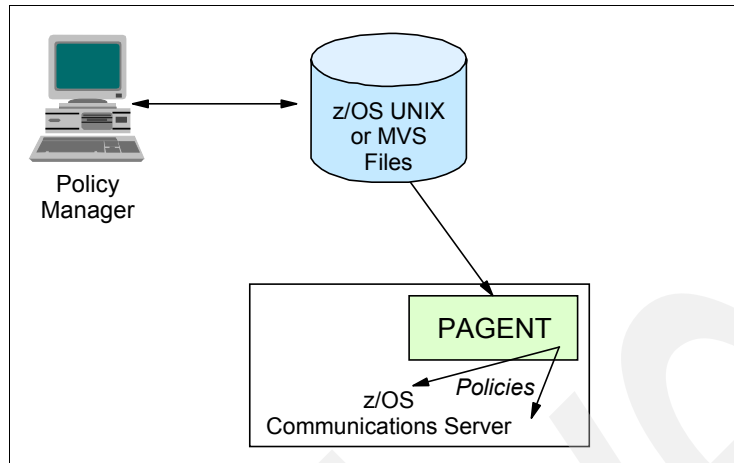 Policy
Manager
z/OS UNIX
or MVS
Files
PAGENT
Policies
z/OS
Communications Server